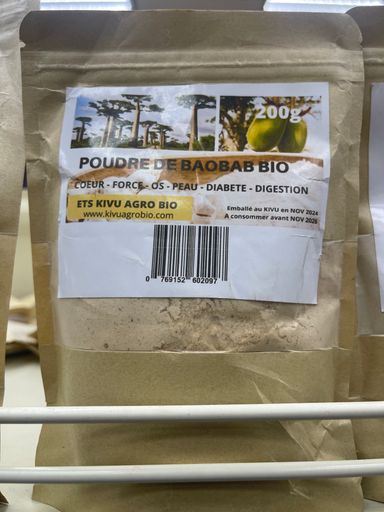 200g
POUDRE DE BAOBAB BIO
COEUR - FORCE - OS - PEAU - DIABETE - DIGESTION
ETS KIVU AGRO BIO
www.kivuagrobio.com
Emballé au KIVU en NOV 2024
A consommer avant NOV 2026
0 769152 602097